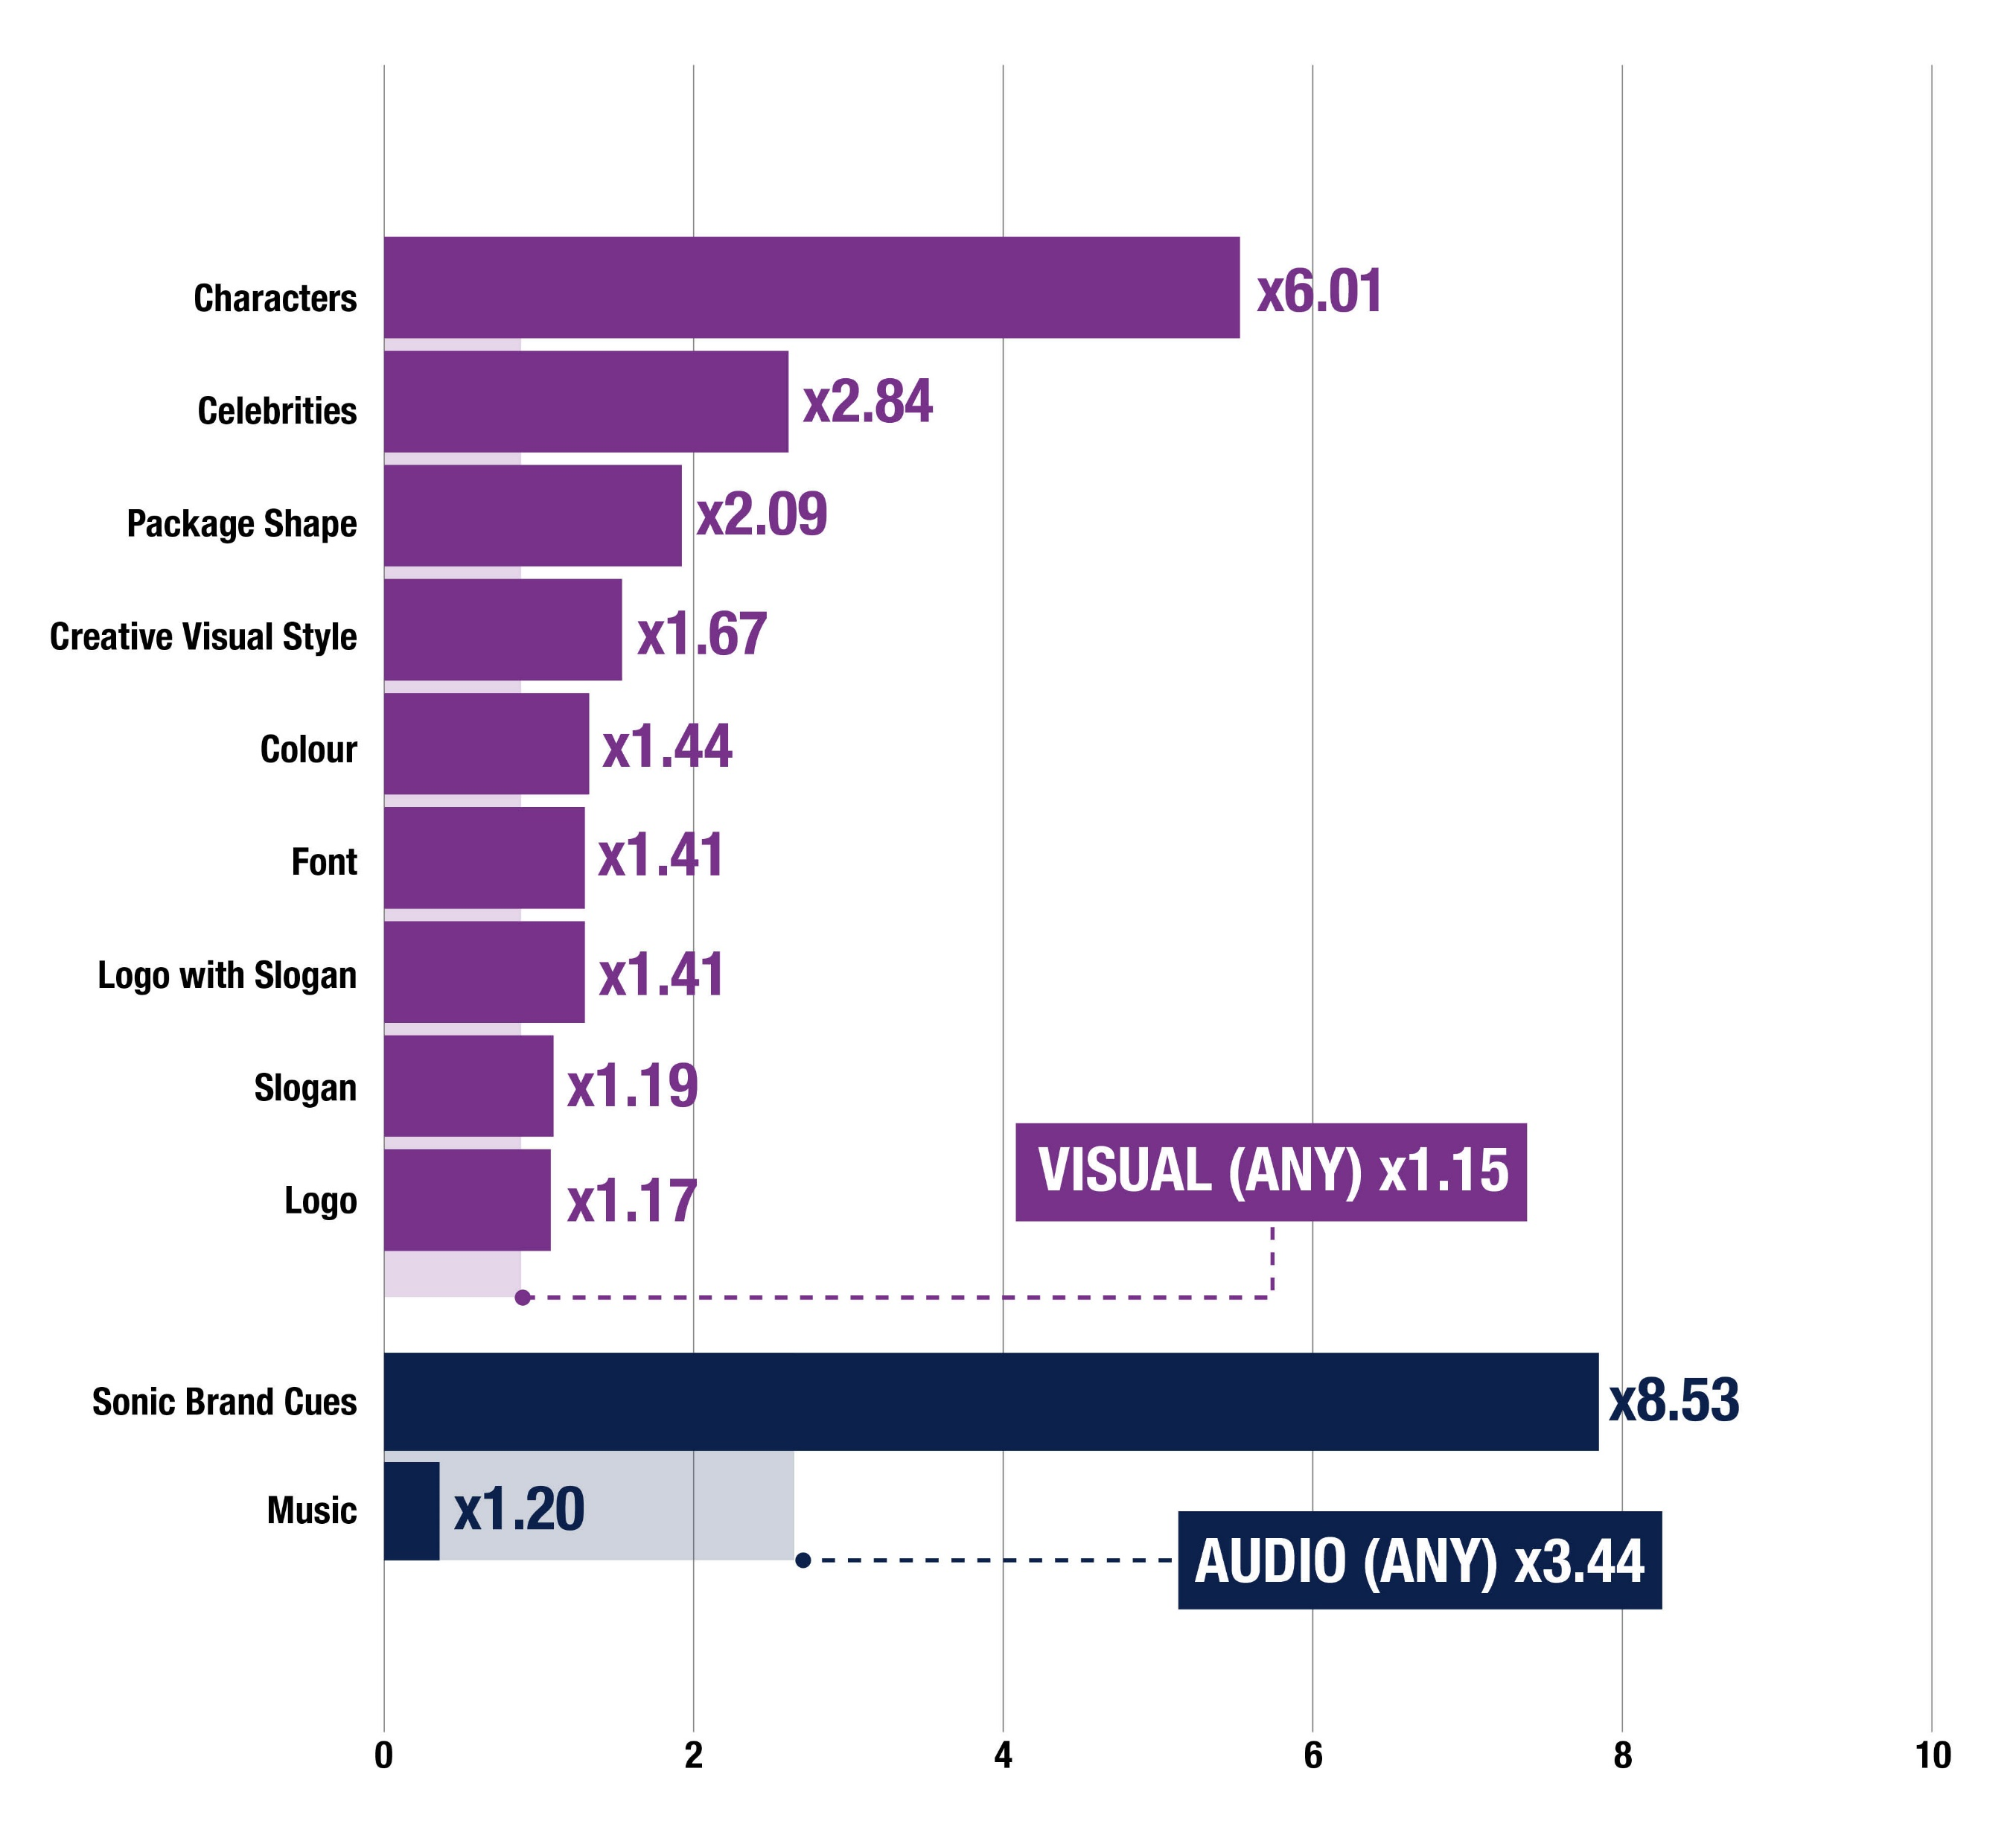 Characters x6.01
Celebrities x2.84
Package Shape x2.09
Creative Visual Style x1.67
Colour x1.44
Font x1.41
Logo with Slogan x1.41
Slogan x1.19
Logo x1.17
VISUAL (ANY) x1.15
Sonic Brand Cues x8.53
Music x1.20
AUDIO (ANY) x3.44
0 2 4 6 8 10